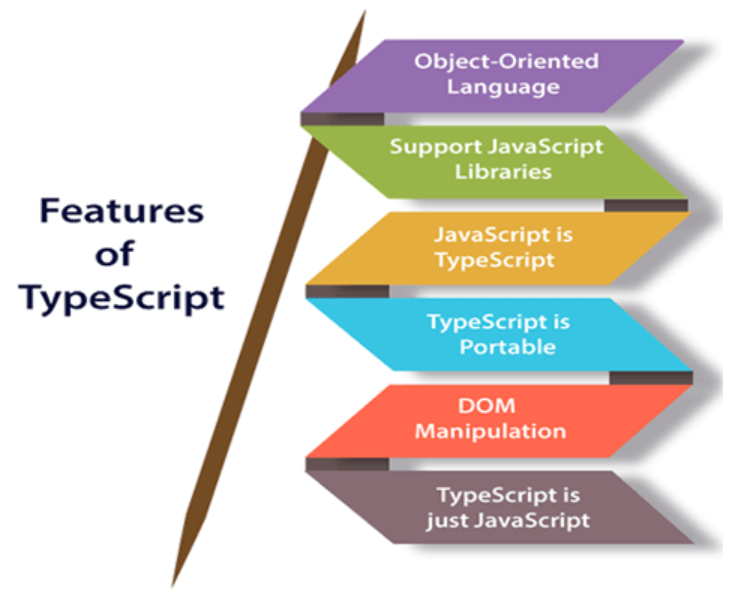 Features
of
TypeScript
Object-Oriented
Language
Support JavaScript
Libraries
JavaScript is
TypeScript
TypeScript is
Portable
DOM
Manipulation
TypeScript is
just JavaScript